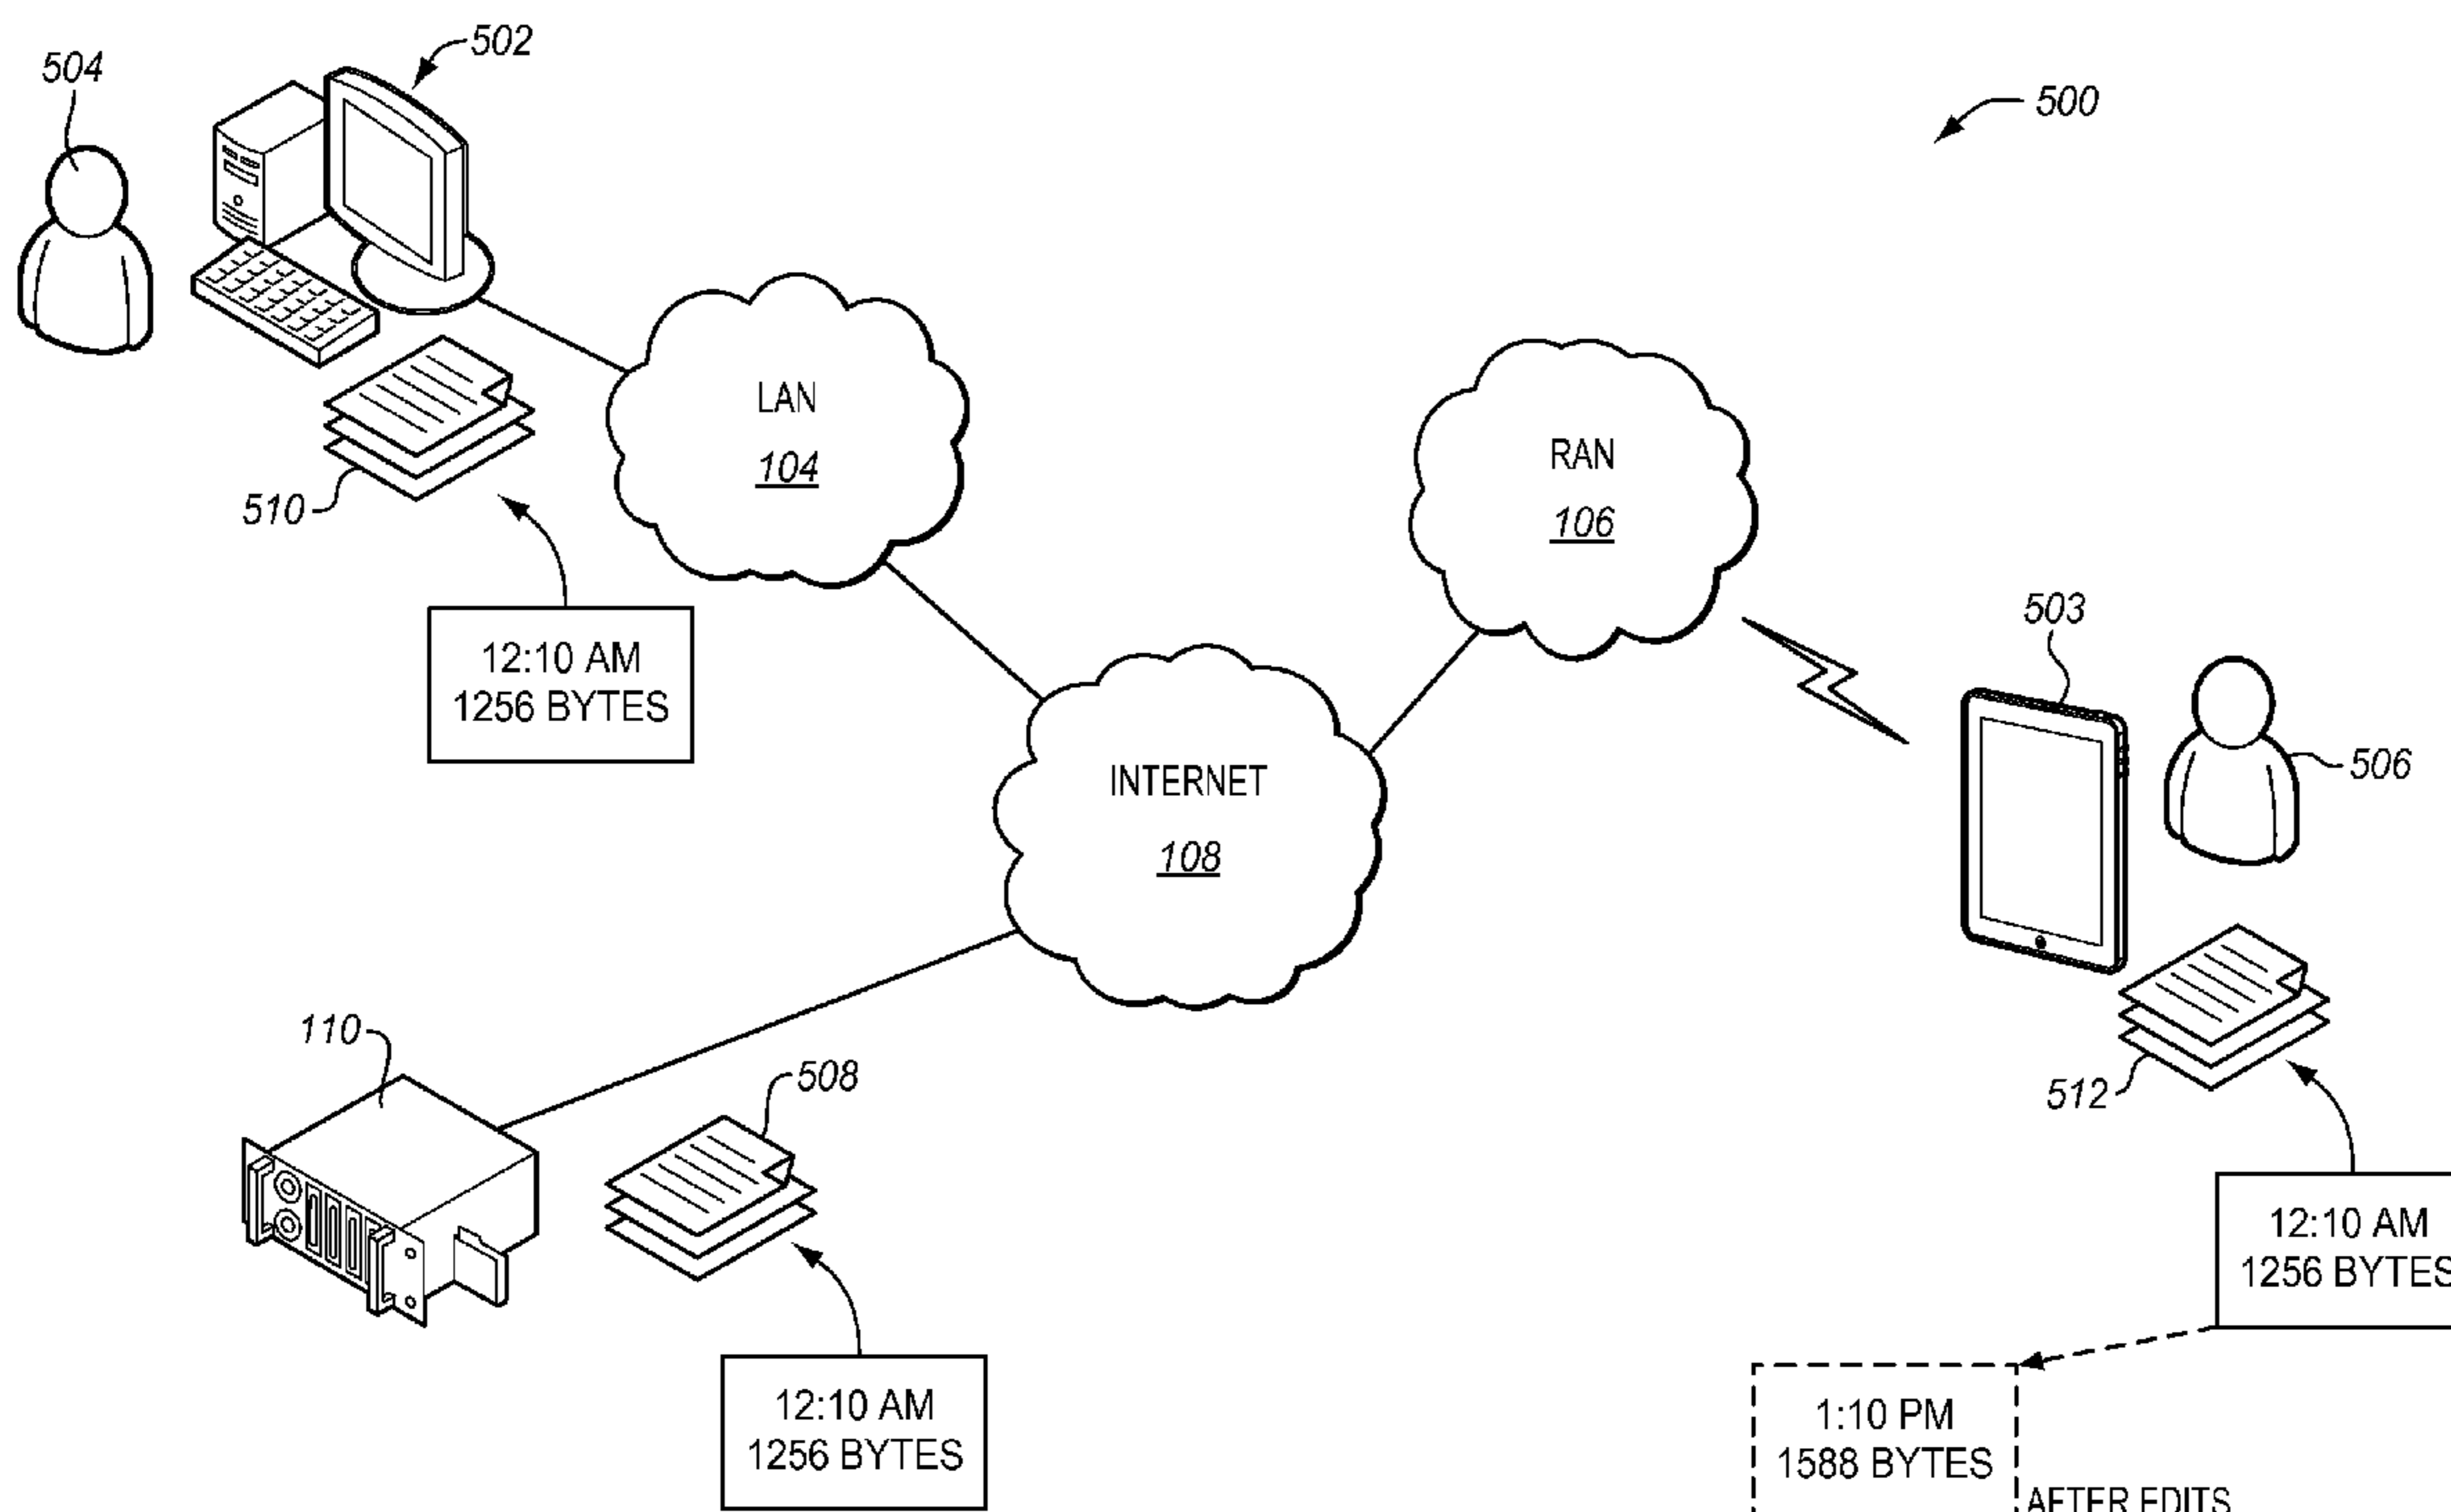 502
504
500
LAN
104
RAN
106
510
12:10 AM
1256 BYTES
503
506
INTERNET
108
110
508
512
12:10 AM
1256 BYTES
12:10 AM
1256 BYTES
1:10 PM
1588 BYTES
AFTER EDITS